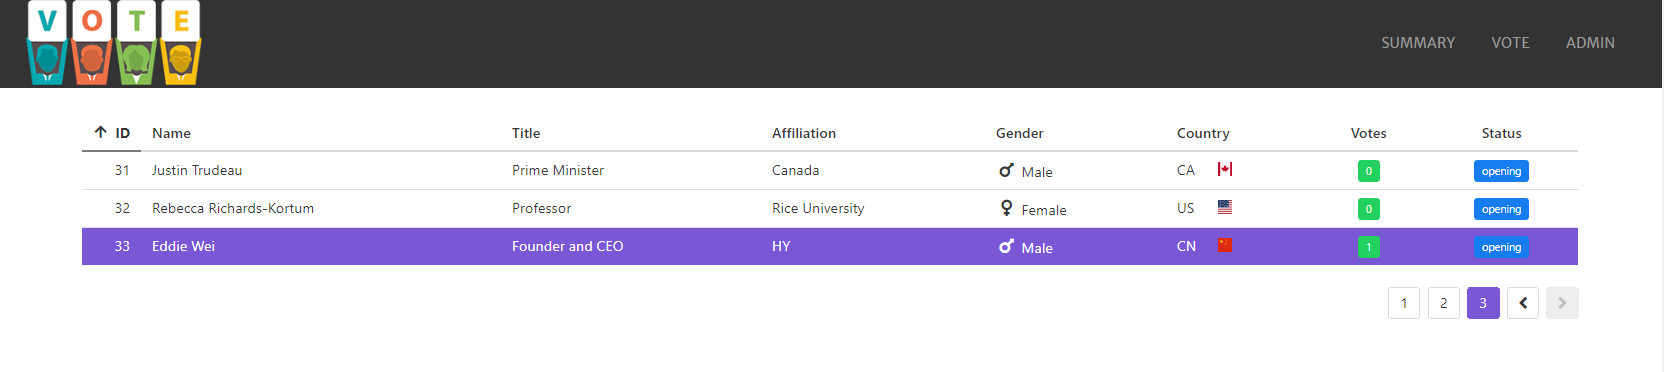 V O T E
SUMMARY VOTE ADMIN
ID Name Title Affiliation Gender Country Votes Status
31 Justin Trudeau Prime Minister Canada Male CA 0 opening
32 Rebecca Richards-Kortum Professor Rice University Female US 0 opening
33 Eddie Wei Founder and CEO HY Male CN 1 opening
1 2 3